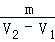 m
V₂ - V₁